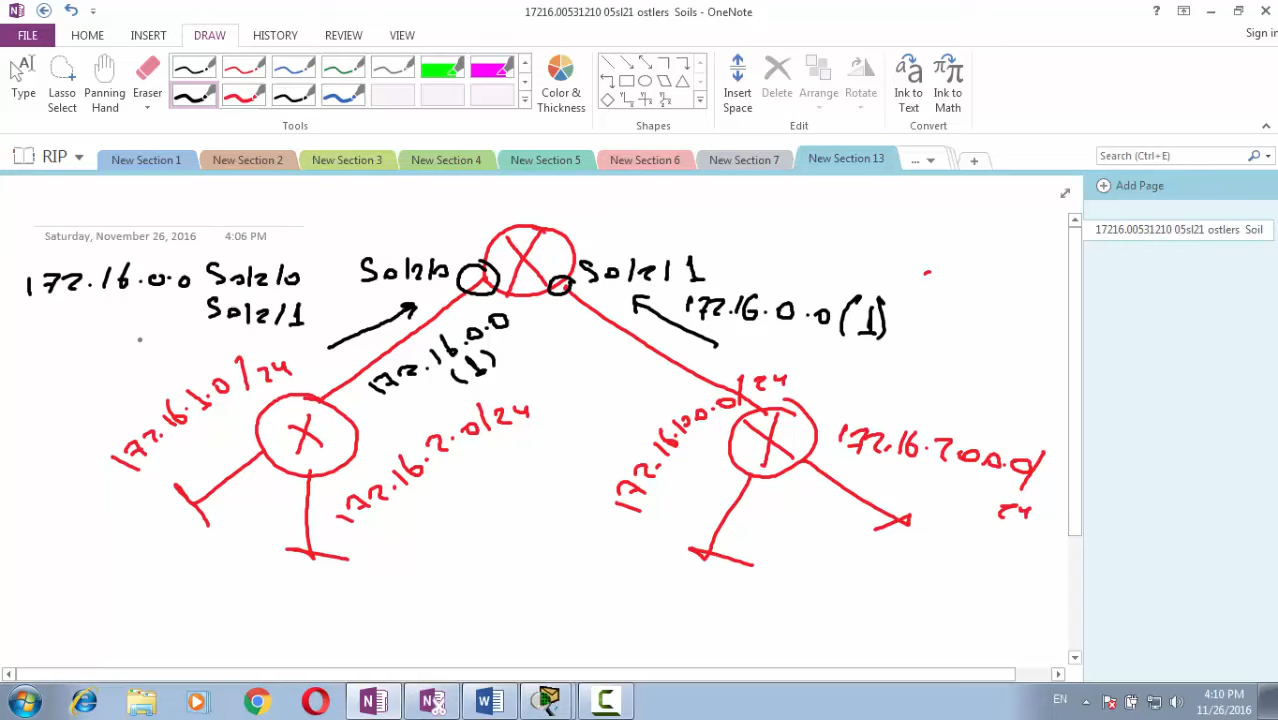 17216.00531210 05sl21 ostlers Soils - OneNote
FILE HOME INSERT DRAW HISTORY REVIEW VIEW
Sign in
Type
Lasso Select
Panning Hand
Eraser
Color & Thickness
Insert Space
Delete
Arrange
Rotate
Ink to Text
Ink to Math
Tools
Shapes
Edit
Convert
RIP
New Section 1
New Section 2
New Section 3
New Section 4
New Section 5
New Section 6
New Section 7
New Section 13
...
Search (Ctrl+E)
Add Page
17216.00531210 05sl21 ostlers Soil
Saturday, November 26, 2016 4:06 PM
172.16.0.0 So/2/0
So/2/1
So/2/0
So/2/1
172.16.0.0 (1)
172.16.0.0
(1)
172.16.1.0/24
172.16.2.0/24
172.16.100.0/24
172.16.200.0/
24
EN
4:10 PM
11/26/2016